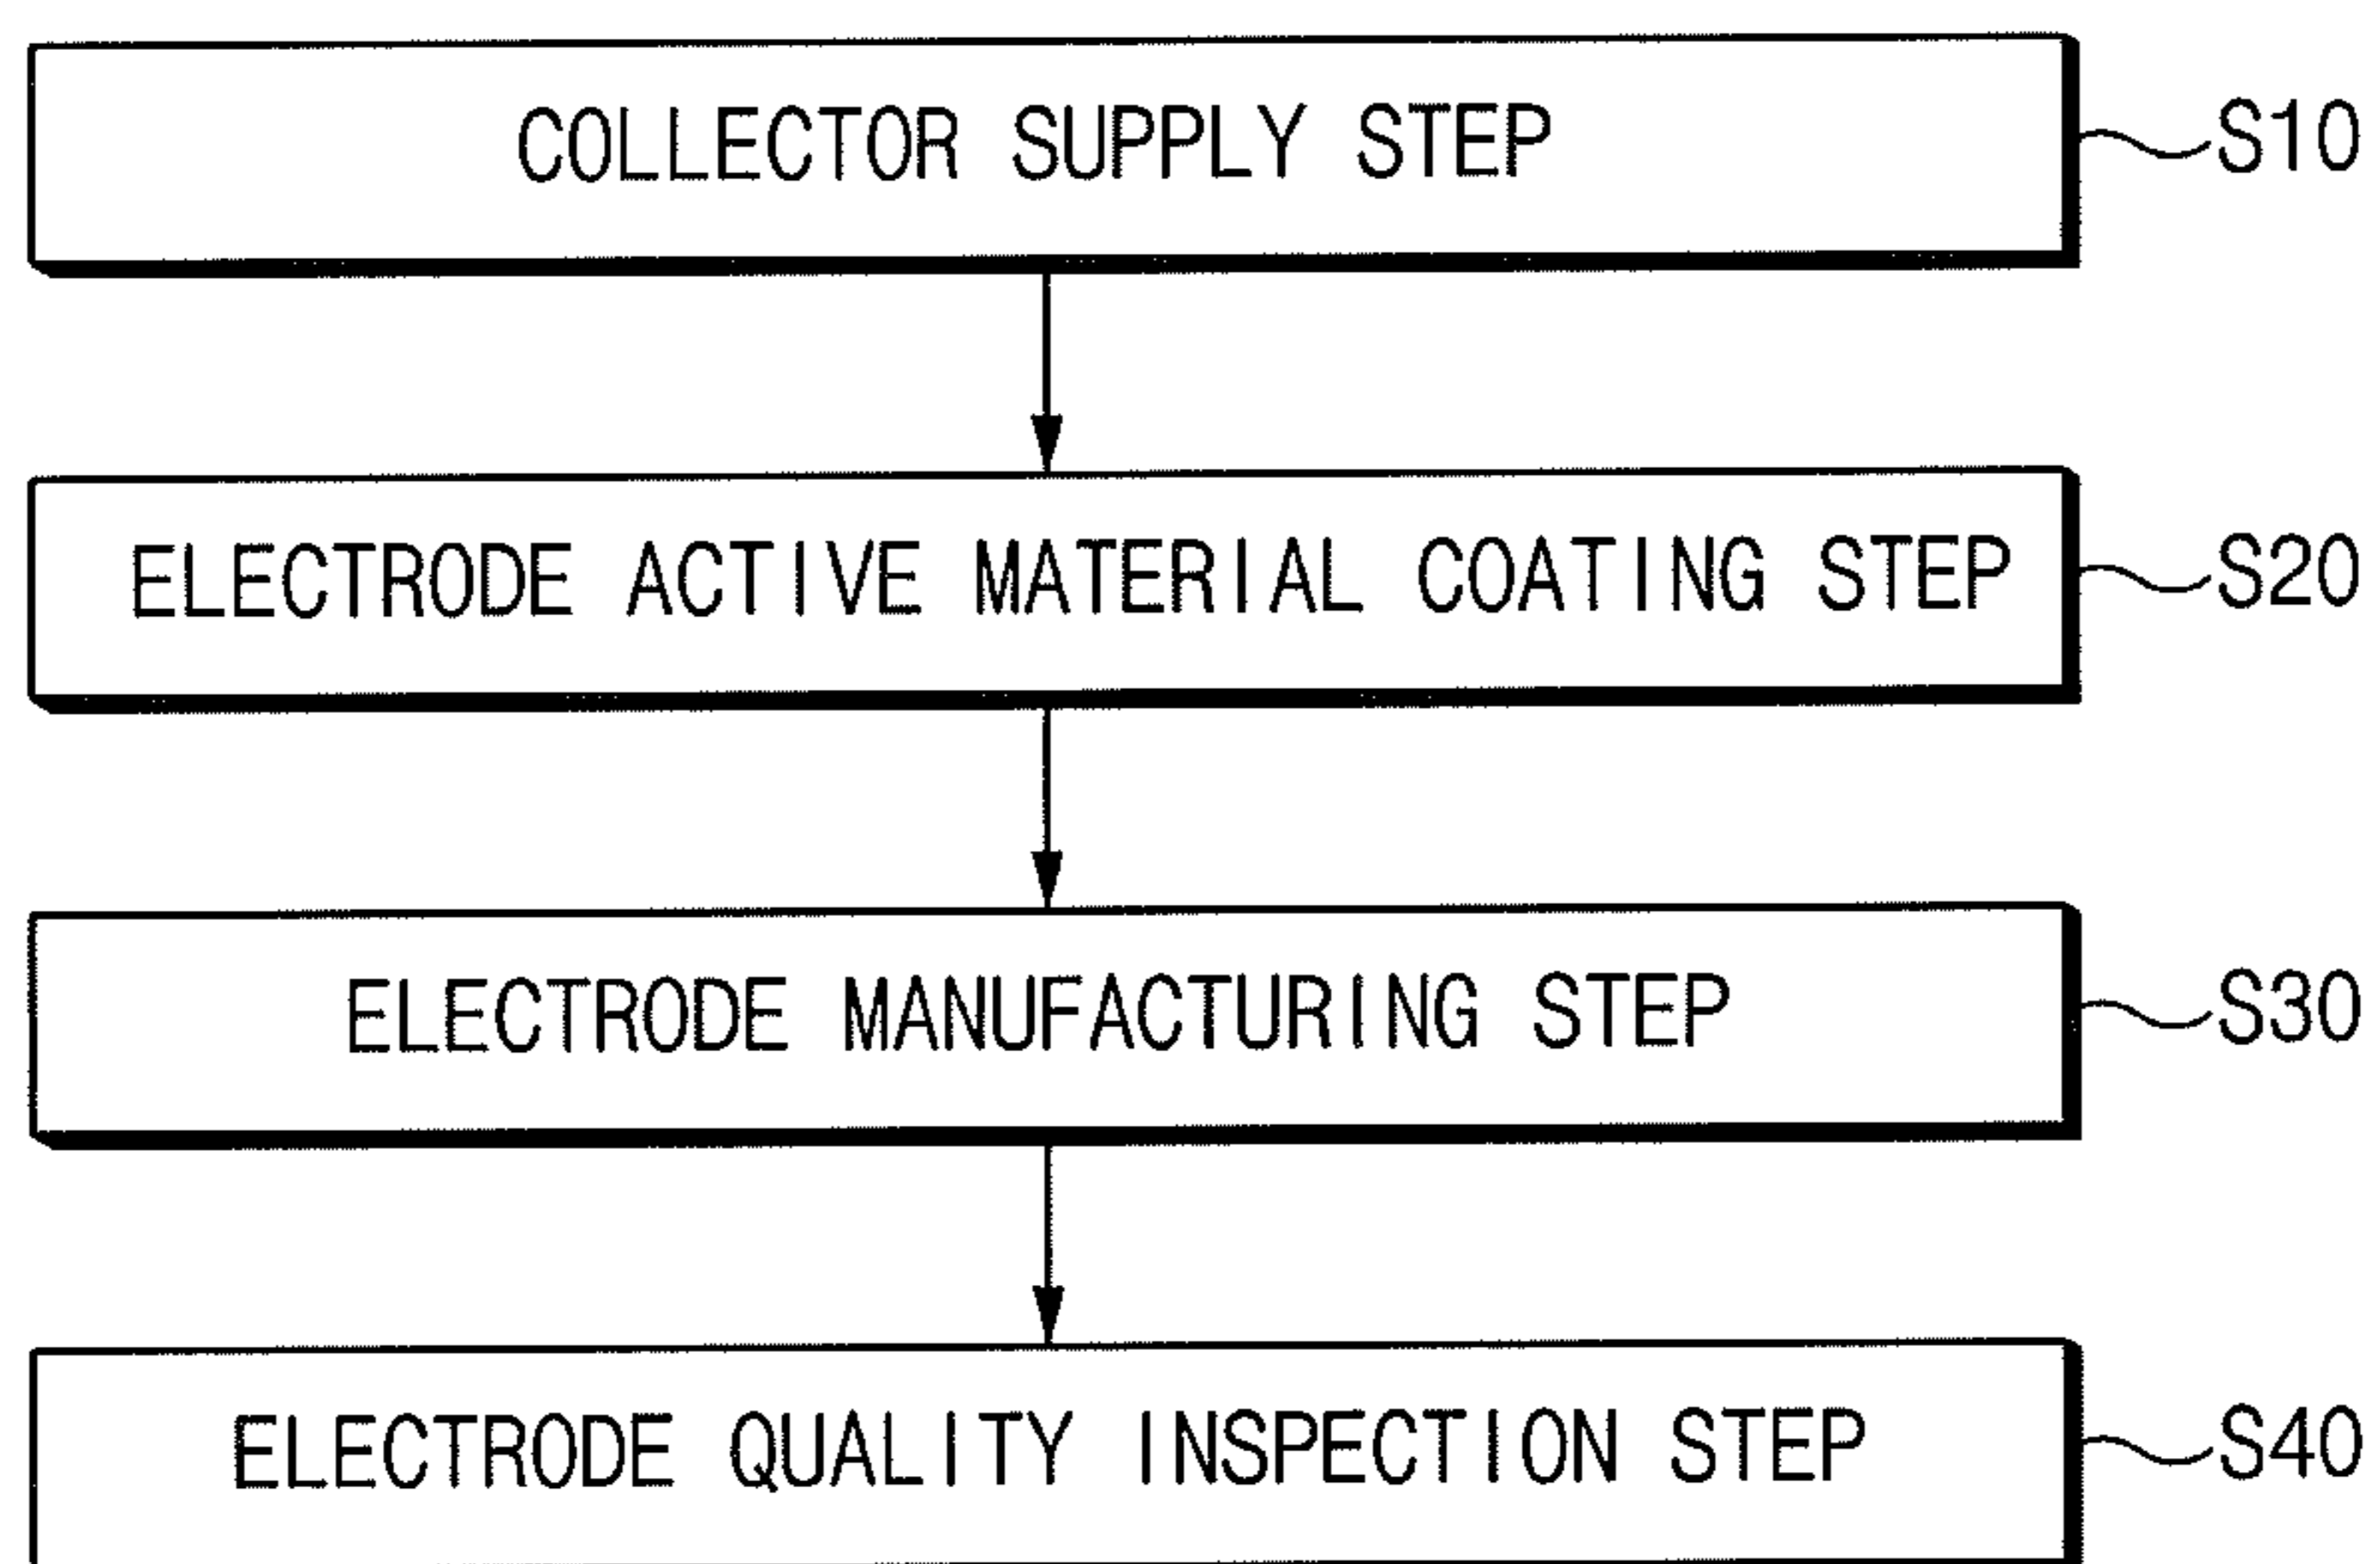 COLLECTOR SUPPLY STEP S10
ELECTRODE ACTIVE MATERIAL COATING STEP S20
ELECTRODE MANUFACTURING STEP S30
ELECTRODE QUALITY INSPECTION STEP S40